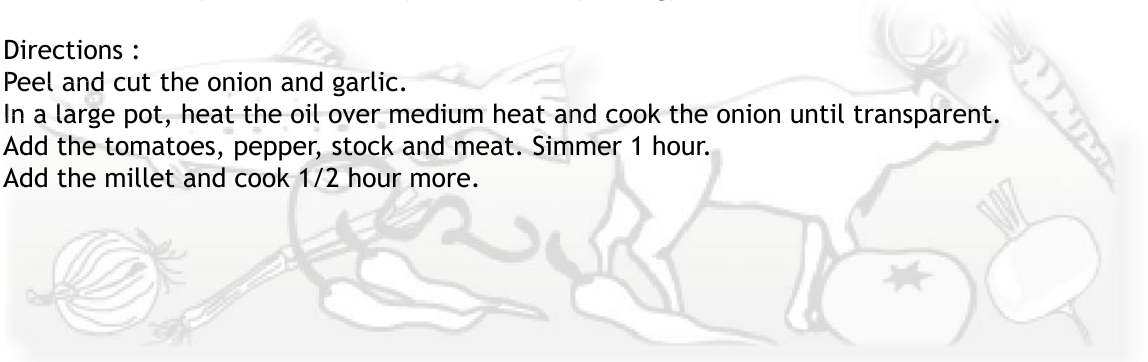 Directions :
Peel and cut the onion and garlic.
In a large pot, heat the oil over medium heat and cook the onion until transparent.
Add the tomatoes, pepper, stock and meat. Simmer 1 hour.
Add the millet and cook 1/2 hour more.